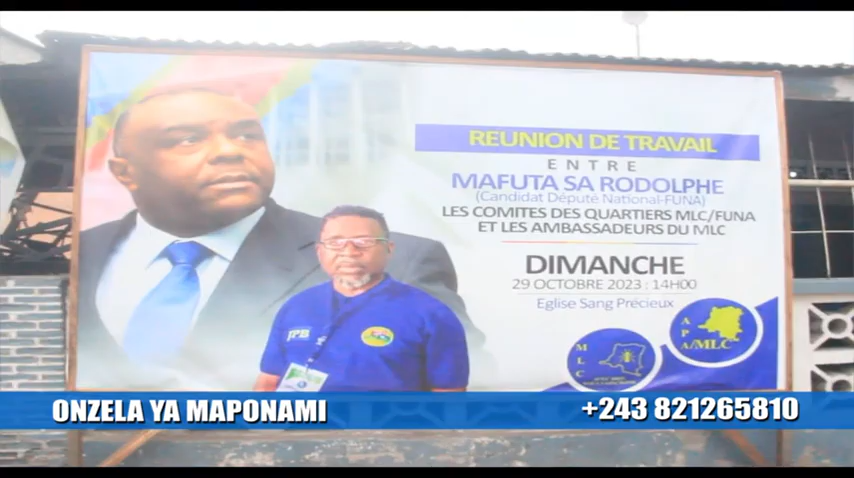 REUNION DE TRAVAIL
ENTRE
MAFUTA SA RODOLPHE
(Candidat Député National-FUNA)
LES COMITES DES QUARTIERS MLC/FUNA
ET LES AMBASSADEURS DU MLC
DIMANCHE
29 OCTOBRE 2023 : 14H00
Eglise Sang Précieux
JPB
MLC
APA/MLC
ONZELA YA MAPONAMI
+243 821265810